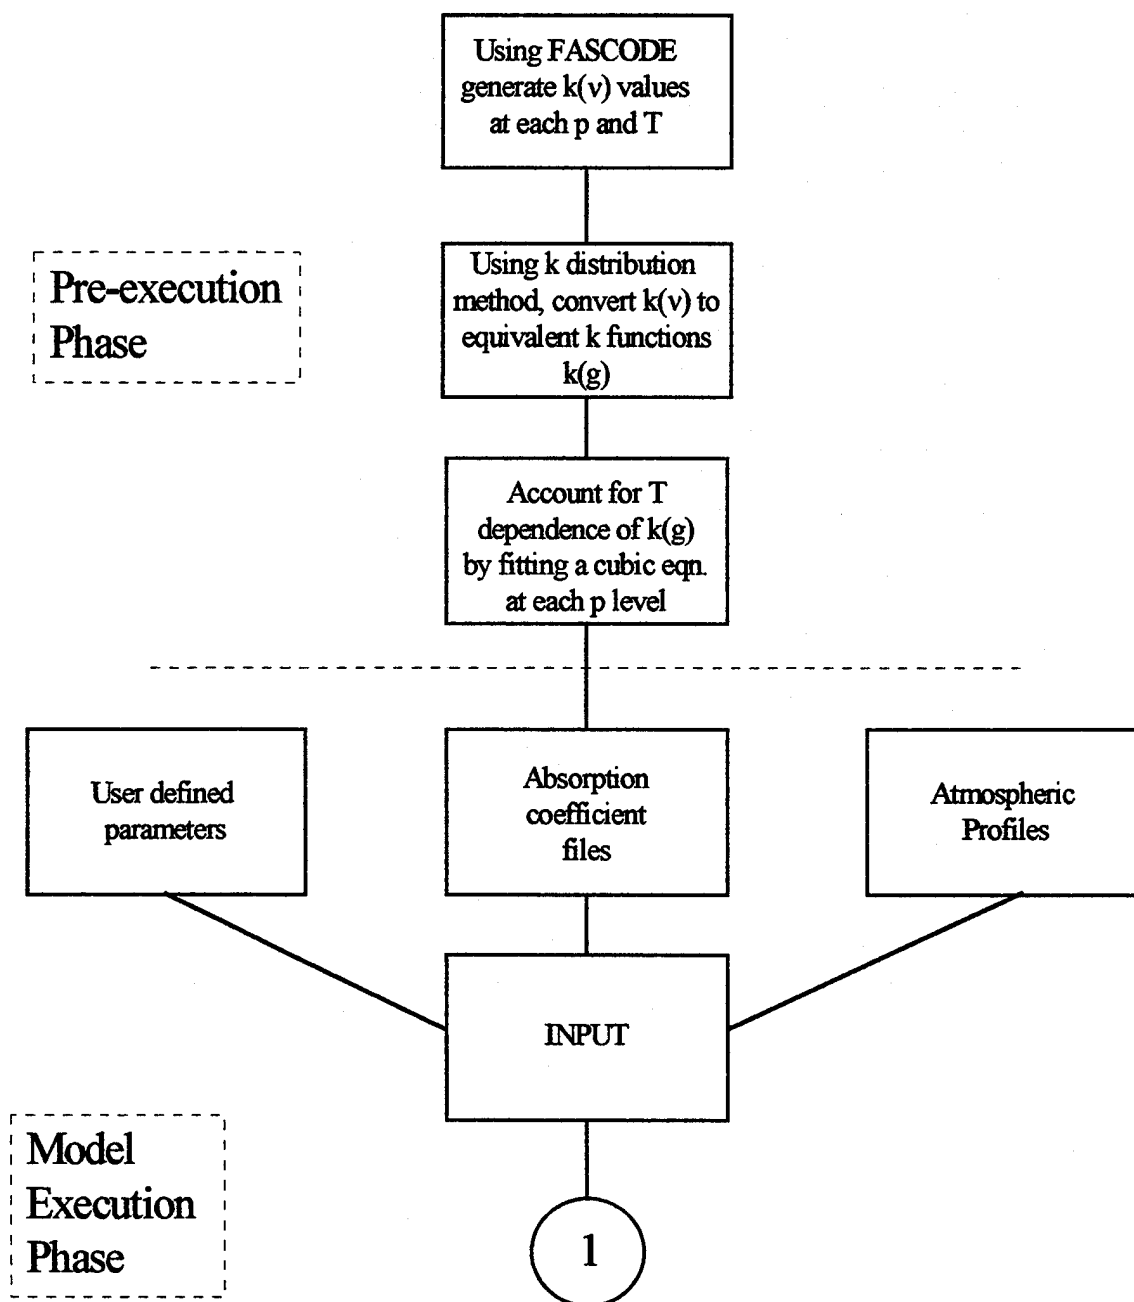 Using FASCODE
generate k(ν) values
at each p and T
Pre-execution
Phase
Using k distribution
method, convert k(ν) to
equivalent k functions
k(g)
Account for T
dependence of k(g)
by fitting a cubic eqn.
at each p level
User defined
parameters
Absorption
coefficient
files
Atmospheric
Profiles
INPUT
Model
Execution
Phase
1